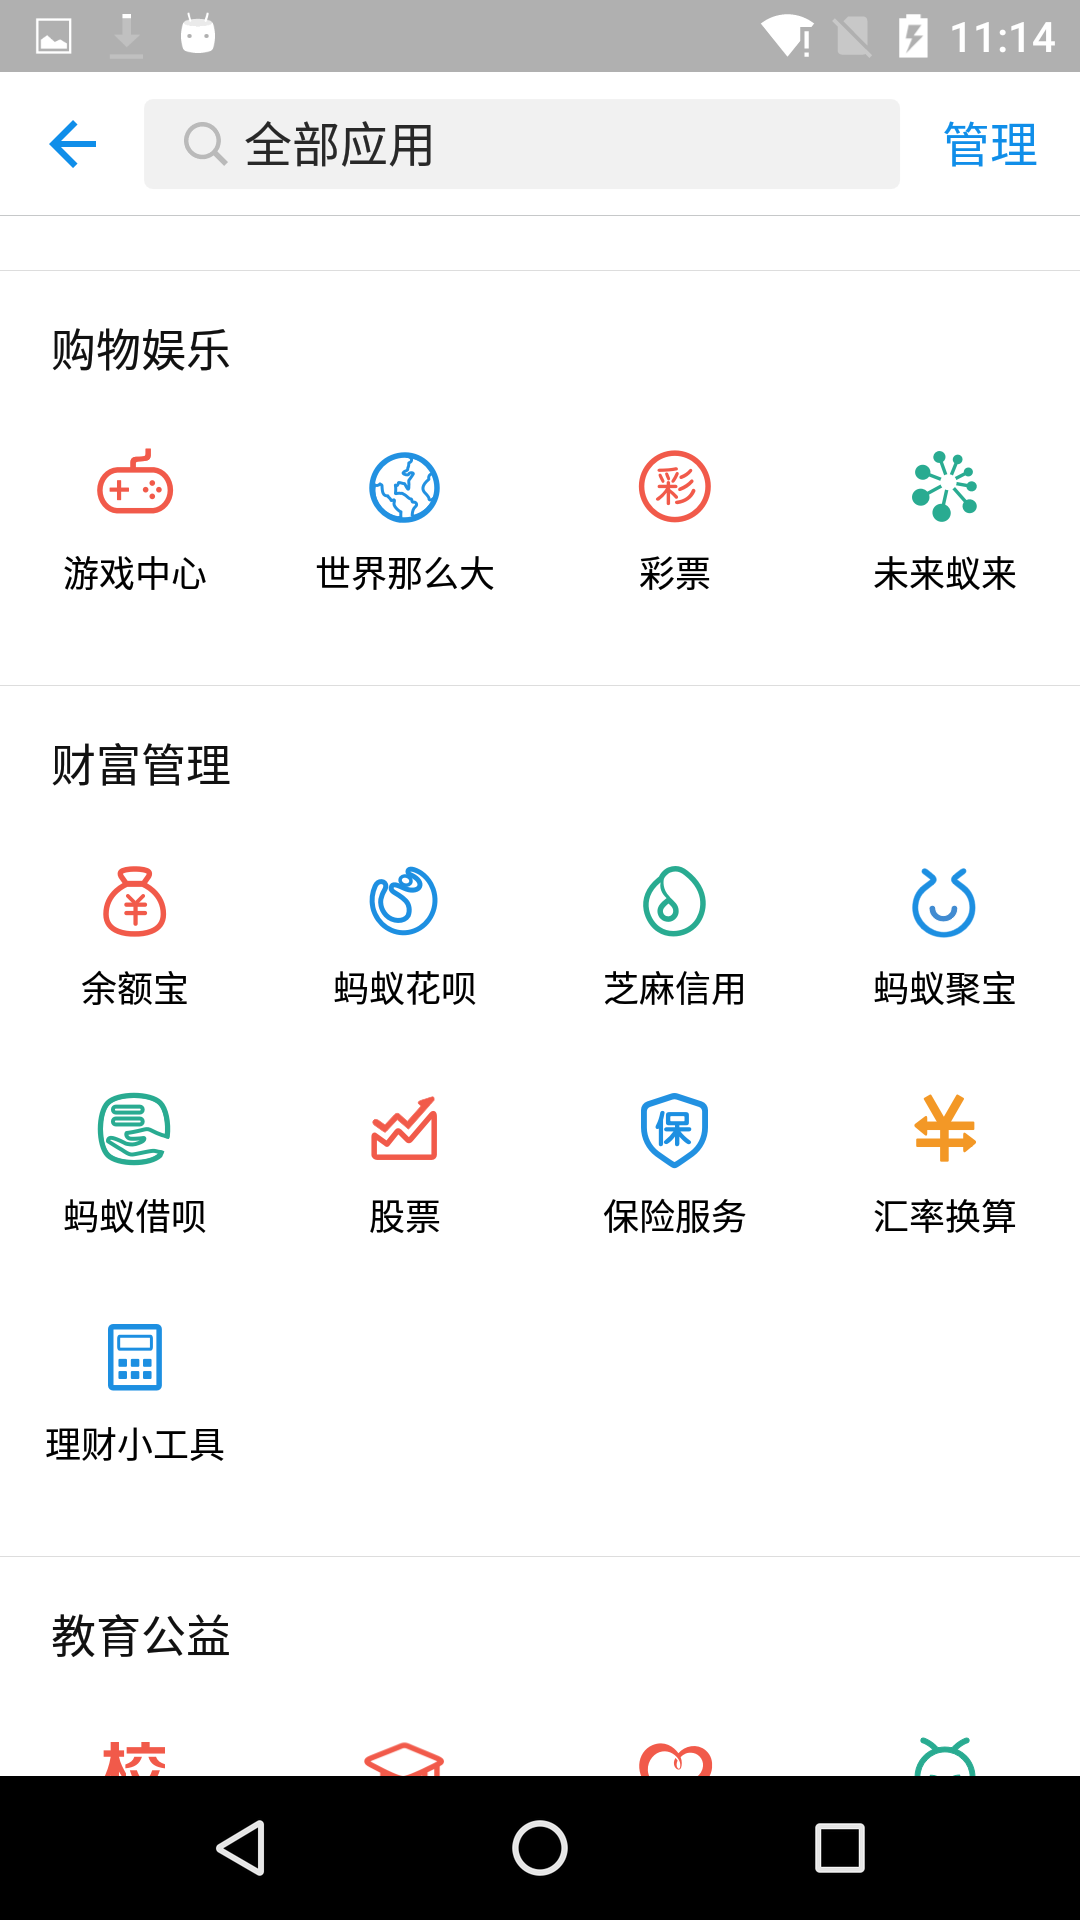 11:14
全部应用
管理
购物娱乐
游戏中心
世界那么大
彩
彩票
未来蚁来
财富管理
余额宝
蚂蚁花呗
芝麻信用
蚂蚁聚宝
蚂蚁借呗
股票
保
保险服务
汇率换算
理财小工具
教育公益
校